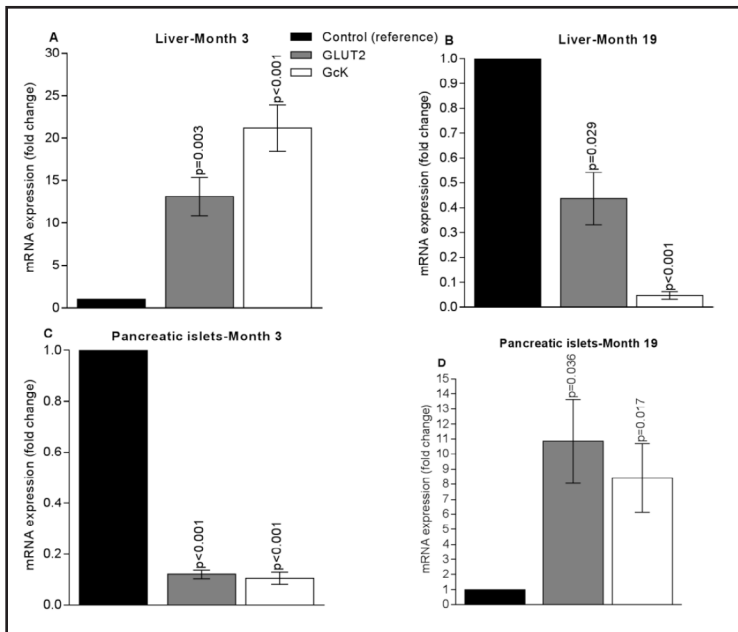 A
Liver-Month 3
Control (reference)
GLUT2
GcK
mRNA expression (fold change)
30
25
20
15
10
5
0
p=0.003
p<0.001
B
Liver-Month 19
mRNA expression (fold change)
1.0
0.9
0.8
0.7
0.6
0.5
0.4
0.3
0.2
0.1
0.0
p=0.029
p<0.001
C
Pancreatic islets-Month 3
mRNA expression (fold change)
1.0
0.8
0.6
0.4
0.2
0.0
p<0.001
p<0.001
D
Pancreatic islets-Month 19
mRNA expression (fold change)
15
14
13
12
11
10
9
8
7
6
5
4
3
2
1
0
p=0.036
p=0.017